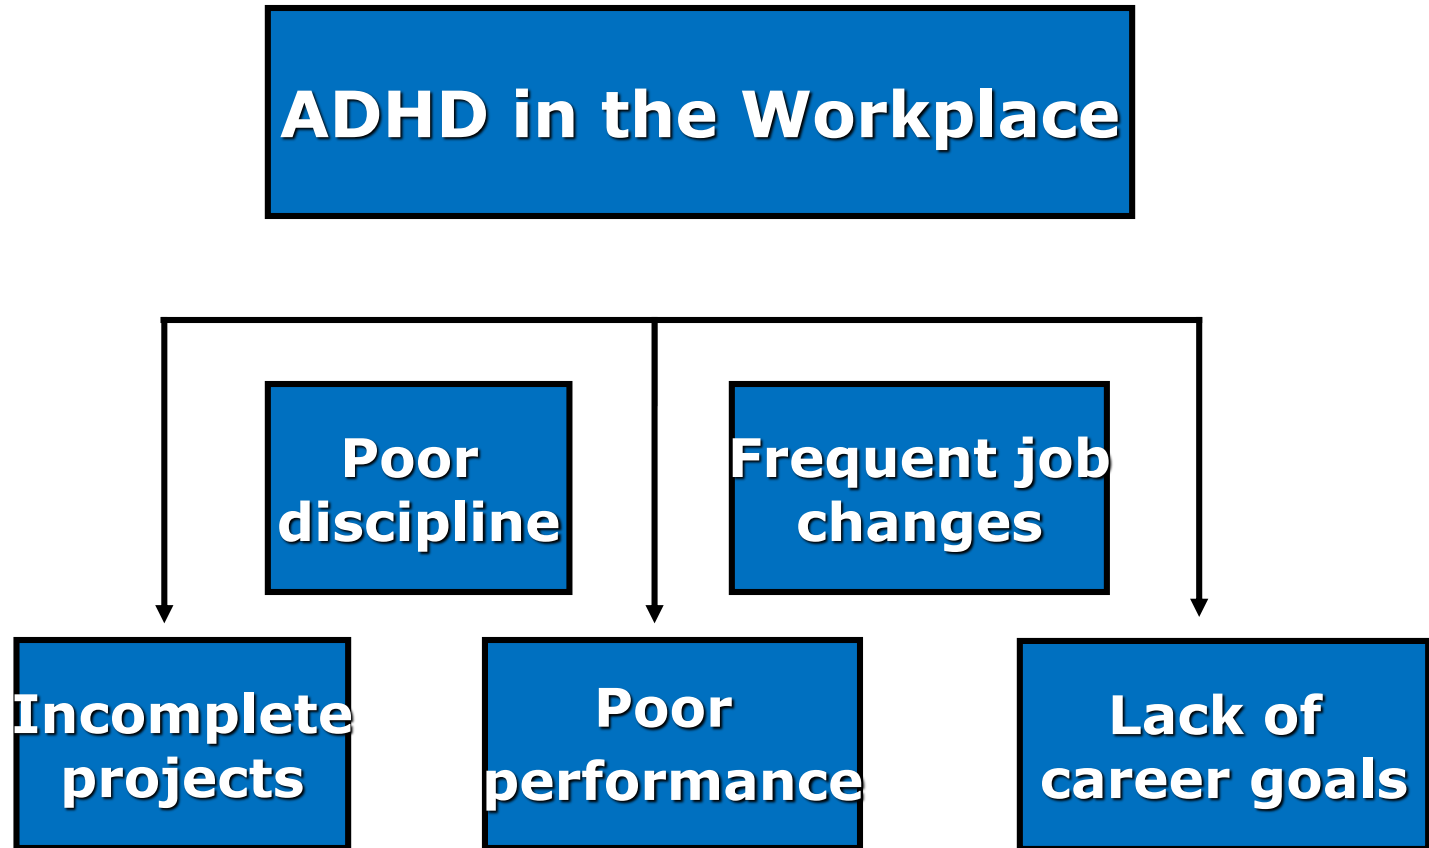 ADHD in the Workplace
Poor
discipline
Frequent job
changes
Incomplete
projects
Poor
performance
Lack of
career goals